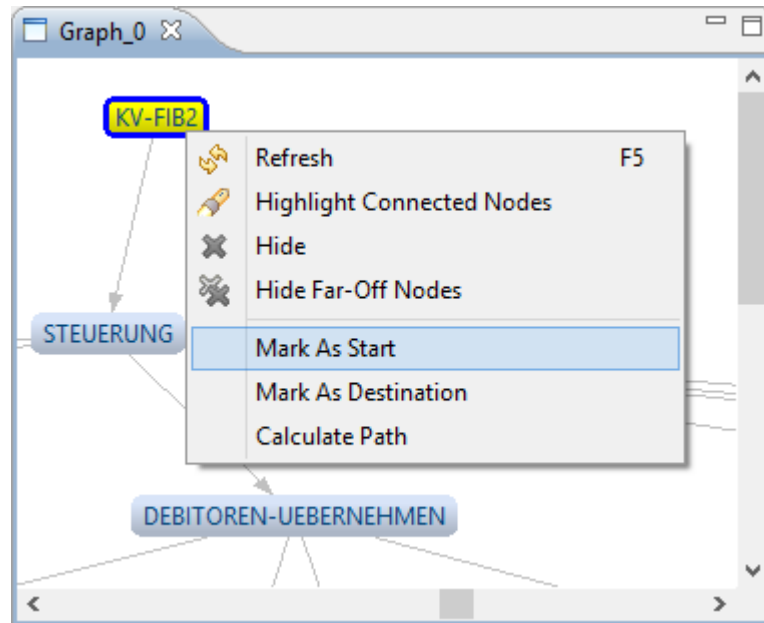 Graph_0
KV-FIB2
Refresh F5
Highlight Connected Nodes
Hide
Hide Far-Off Nodes
STEUERUNG
Mark As Start
Mark As Destination
Calculate Path
DEBITOREN-UEBERNEHMEN